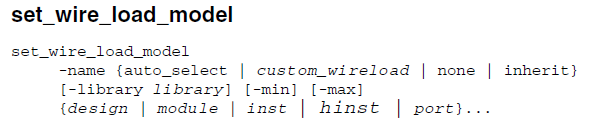 set_wire_load_model
set_wire_load_model
-name {auto_select | custom_wireload | none | inherit}
[-library library] [-min] [-max]
{design | module | inst | hinst | port}...